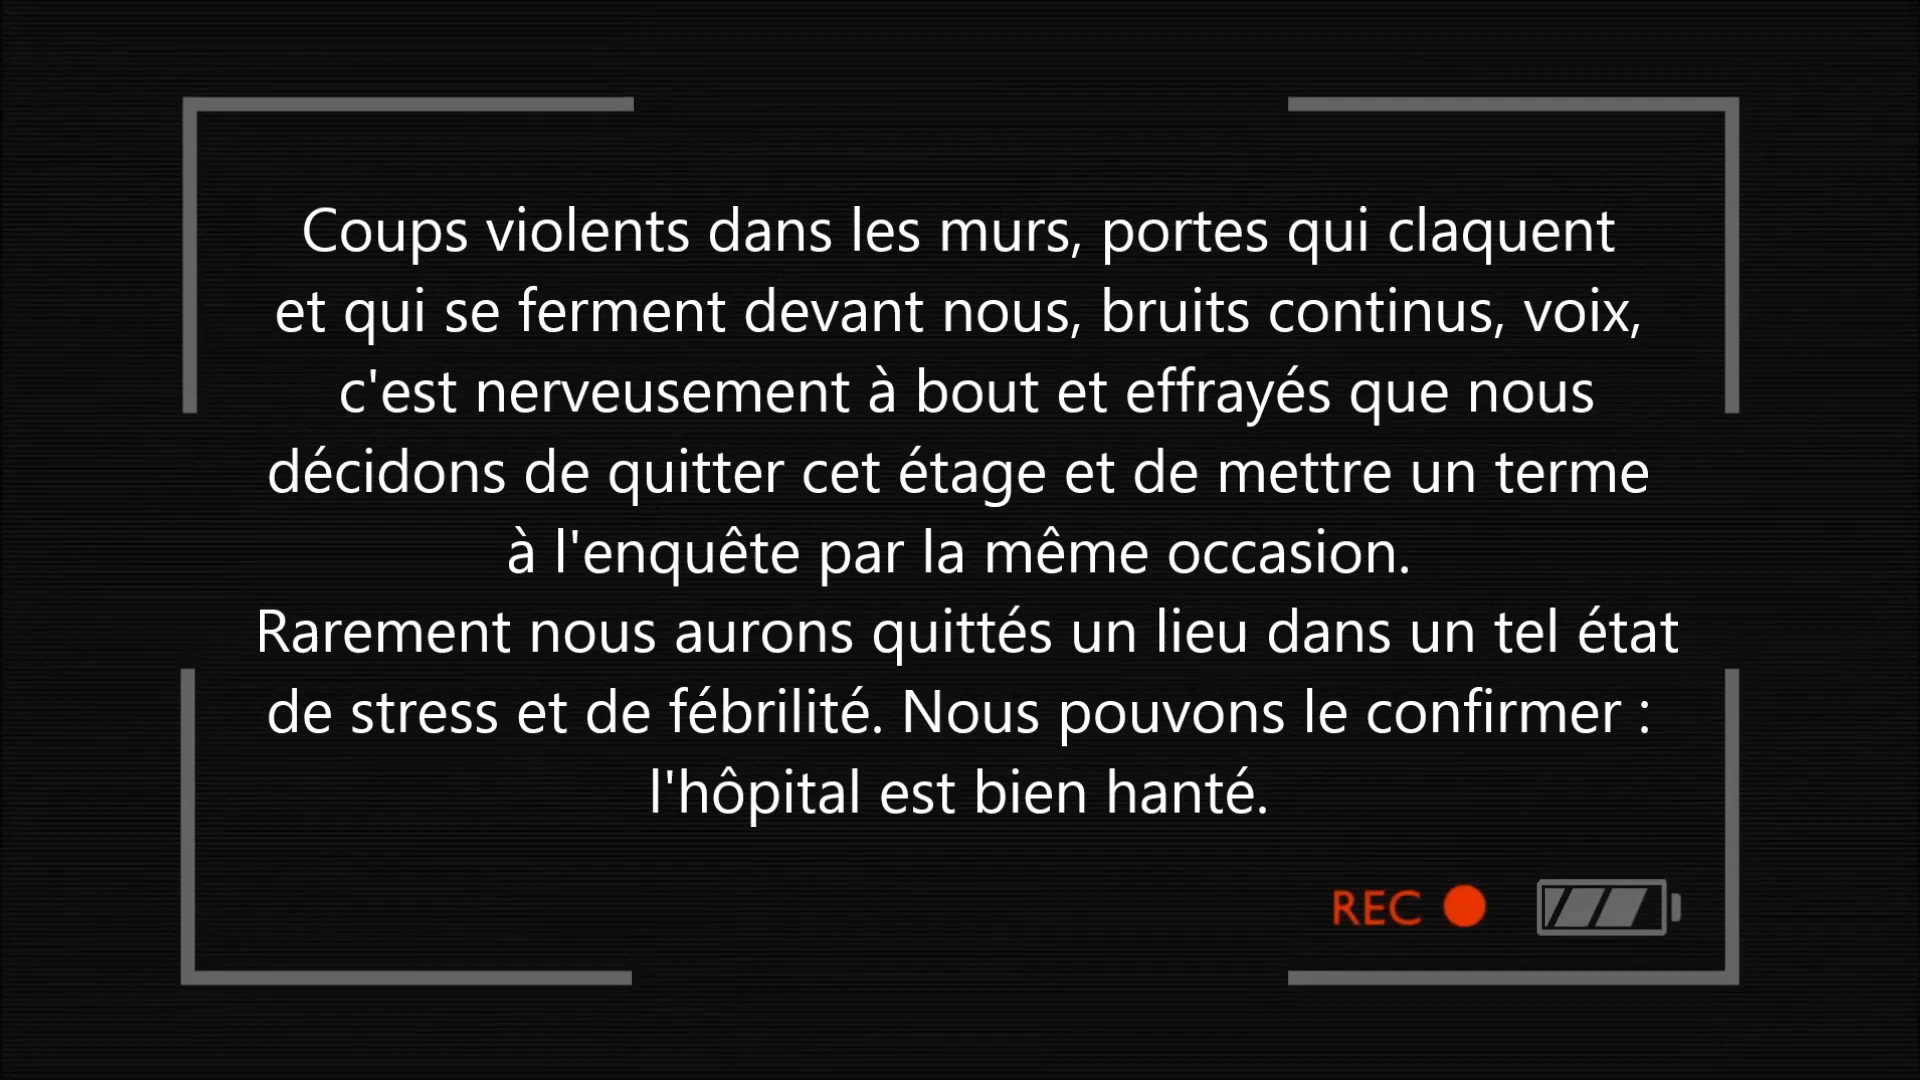 Coups violents dans les murs, portes qui claquent
et qui se ferment devant nous, bruits continus, voix,
c'est nerveusement à bout et effrayés que nous
décidons de quitter cet étage et de mettre un terme
à l'enquête par la même occasion.
Rarement nous aurons quittés un lieu dans un tel état
de stress et de fébrilité. Nous pouvons le confirmer :
l'hôpital est bien hanté.
REC